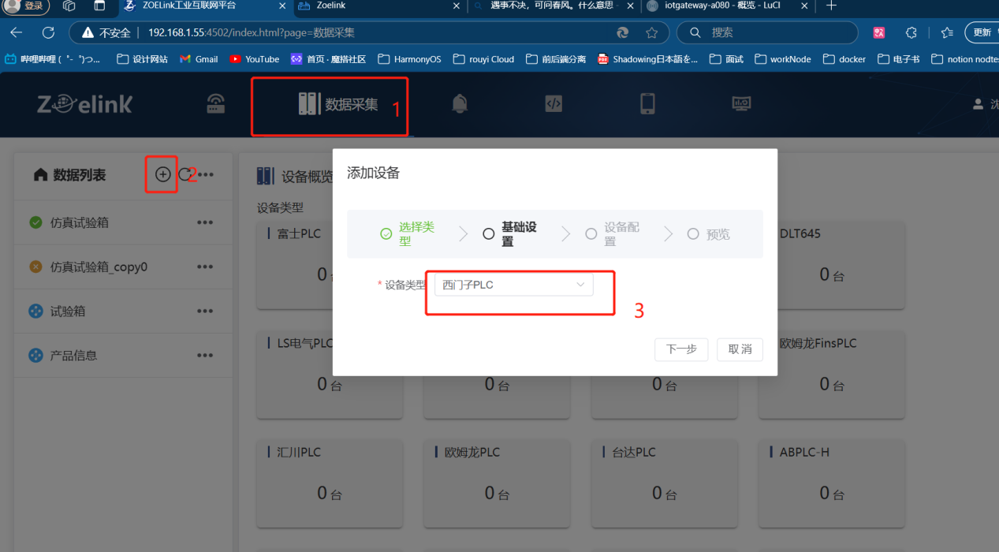 登录
ZOELink工业互联网平台
Zoelink
遇事不决，可问春风。什么意思 -
iotgateway-a080 - 概览 - LuCI
不安全
192.168.1.55:4502/index.html?page=数据采集
搜索
更新
哔哩哔哩 ( ゜- ゜)つ...
设计网站
Gmail
YouTube
首页 · 魔搭社区
HarmonyOS
rouyi Cloud
前后端分离
Shadowing日本語を...
面试
workNode
docker
电子书
notion nodtes
Zoelink
数据采集
1
沈
数据列表
2
仿真试验箱
仿真试验箱_copy0
试验箱
产品信息
设备概览
设备类型
富士PLC
0 台
DLT645
0 台
添加设备
选择类型
基础设置
设备配置
预览
* 设备类型
西门子PLC
3
下一步
取消
LS电气PLC
0 台
0 台
0 台
欧姆龙FinsPLC
0 台
汇川PLC
0 台
欧姆龙PLC
0 台
台达PLC
0 台
ABPLC-H
0 台